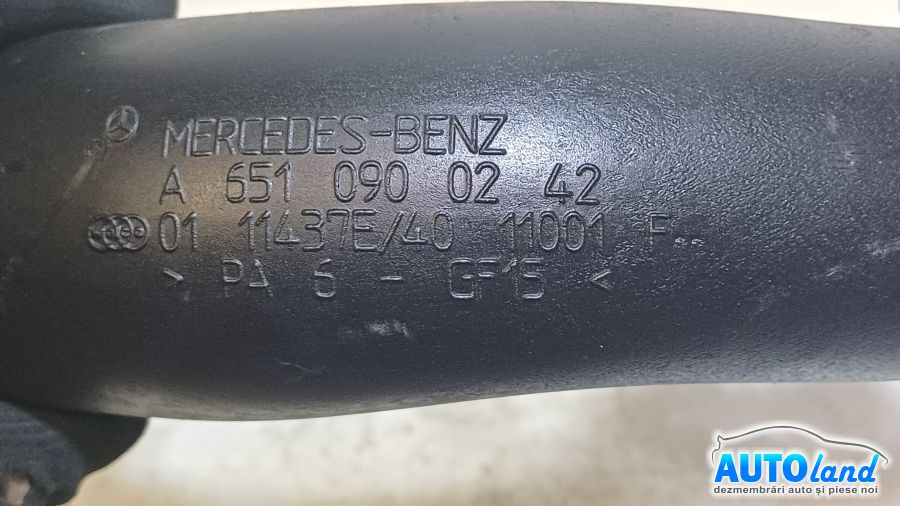 MERCEDES-BENZ
A 651 090 02 42
01 11437E/40 11001 F
> PA 6 - GF15 <
AUTOland
dezmembrări auto și piese noi